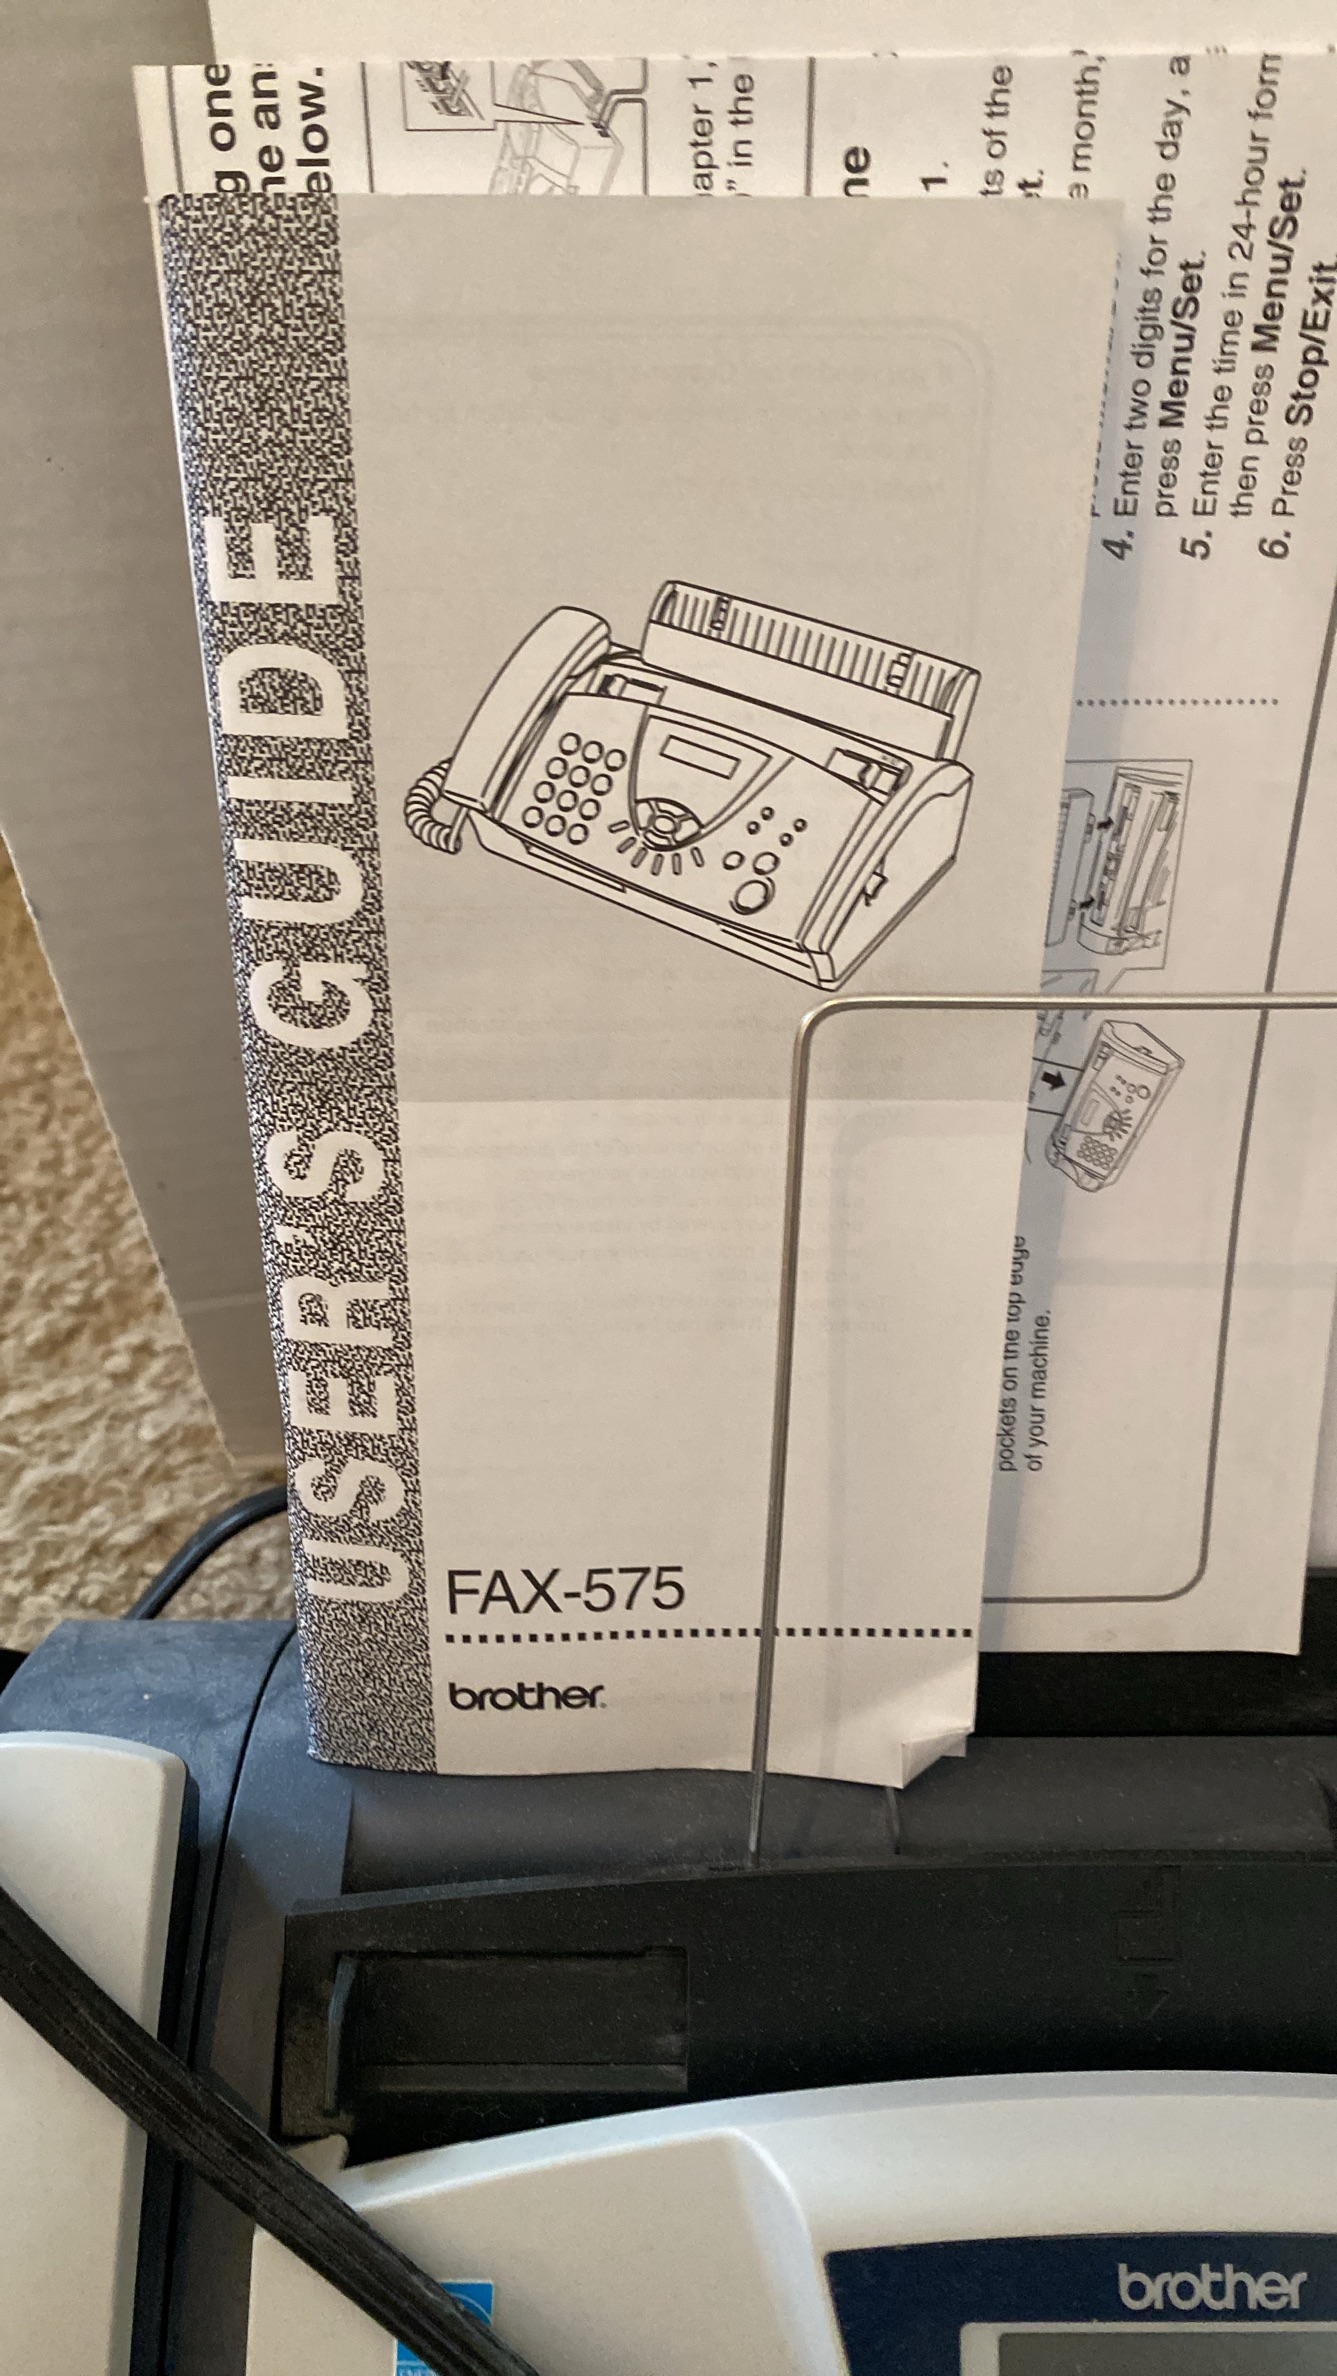 g one
he an
elow.
apter 1,
" in the
ne
1.
ts of the
t.
e month,
4. Enter two digits for the day, a
press Menu/Set.
5. Enter the time in 24-hour form
then press Menu/Set.
6. Press Stop/Exit.
USER'S GUIDE
pockets on the top edge
of your machine.
FAX-575
brother.
brother